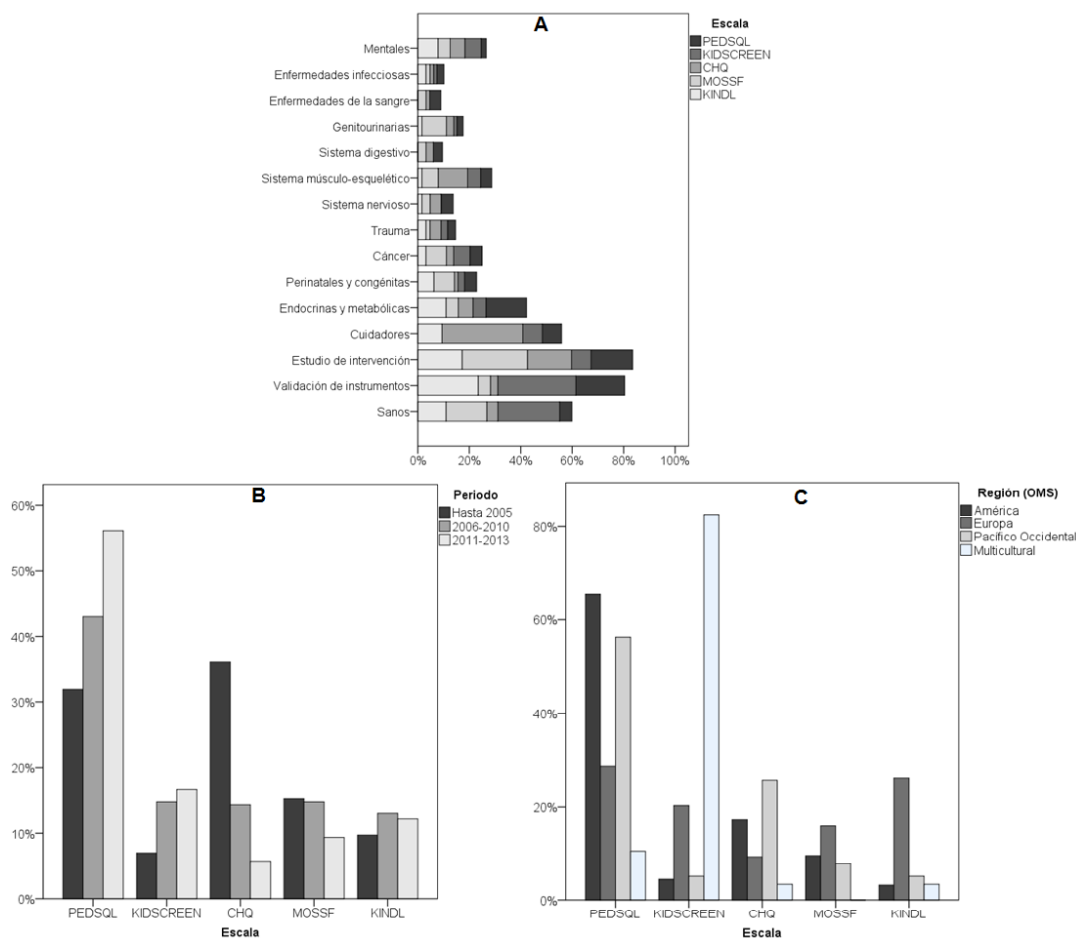 A
Escala
PEDSQL
KIDSCREEN
CHQ
MOSSF
KINDL
Mentales
Enfermedades infecciosas
Enfermedades de la sangre
Genitourinarias
Sistema digestivo
Sistema músculo-esquelético
Sistema nervioso
Trauma
Cáncer
Perinatales y congénitas
Endocrinas y metabólicas
Cuidadores
Estudio de intervención
Validación de instrumentos
Sanos
0% 20% 40% 60% 80% 100%
B
Periodo
Hasta 2005
2006-2010
2011-2013
60%
50%
40%
30%
20%
10%
0%
PEDSQL KIDSCREEN CHQ MOSSF KINDL
Escala
C
Región (OMS)
América
Europa
Pacífico Occidental
Multicultural
80%
60%
40%
20%
0%
PEDSQL KIDSCREEN CHQ MOSSF KINDL
Escala